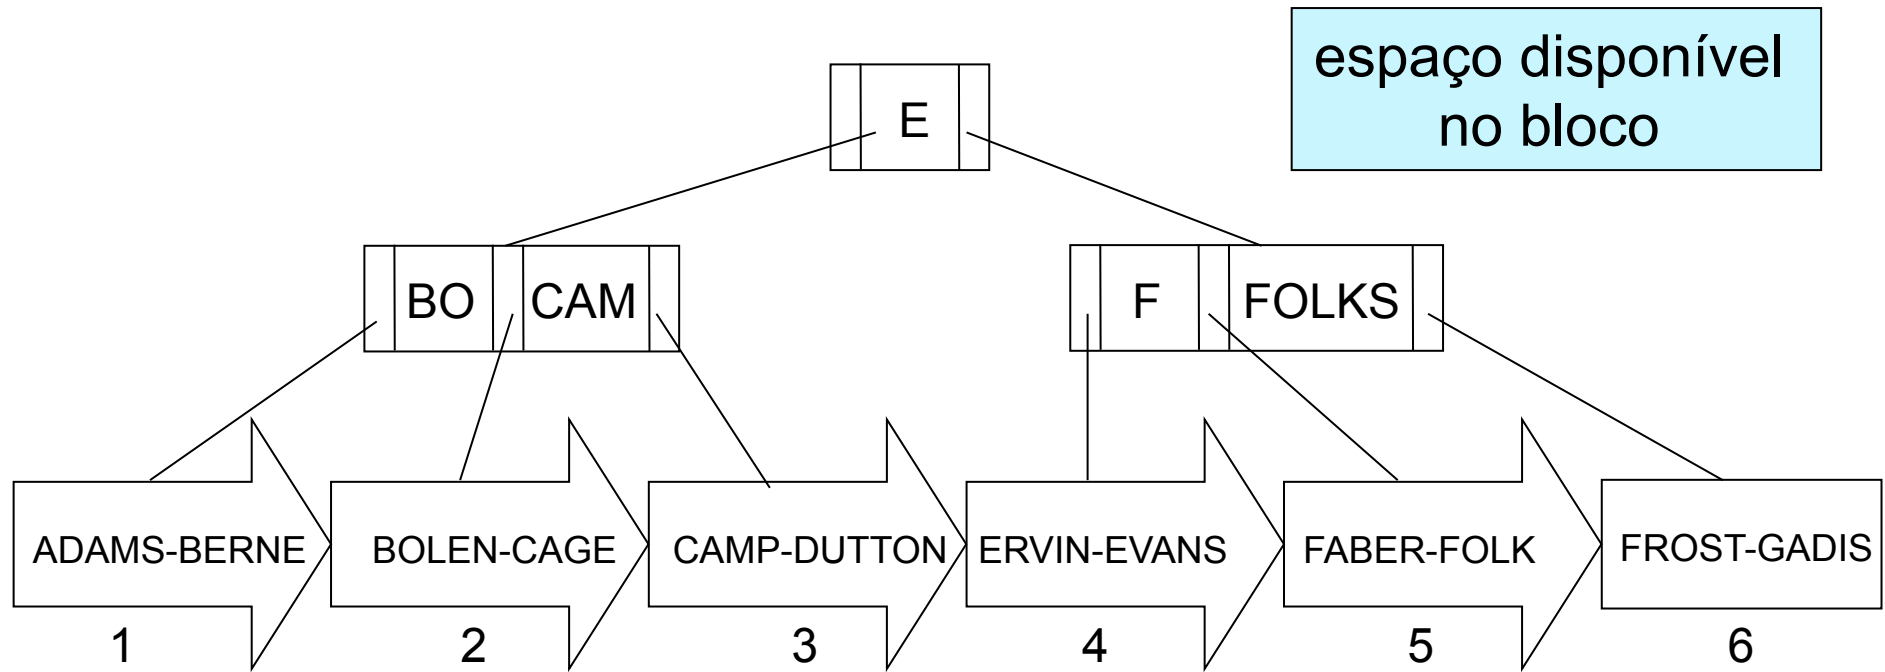 espaço disponível
no bloco
E
BO CAM
F FOLKS
ADAMS-BERNE BOLEN-CAGE CAMP-DUTTON ERVIN-EVANS FABER-FOLK FROST-GADIS
1 2 3 4 5 6